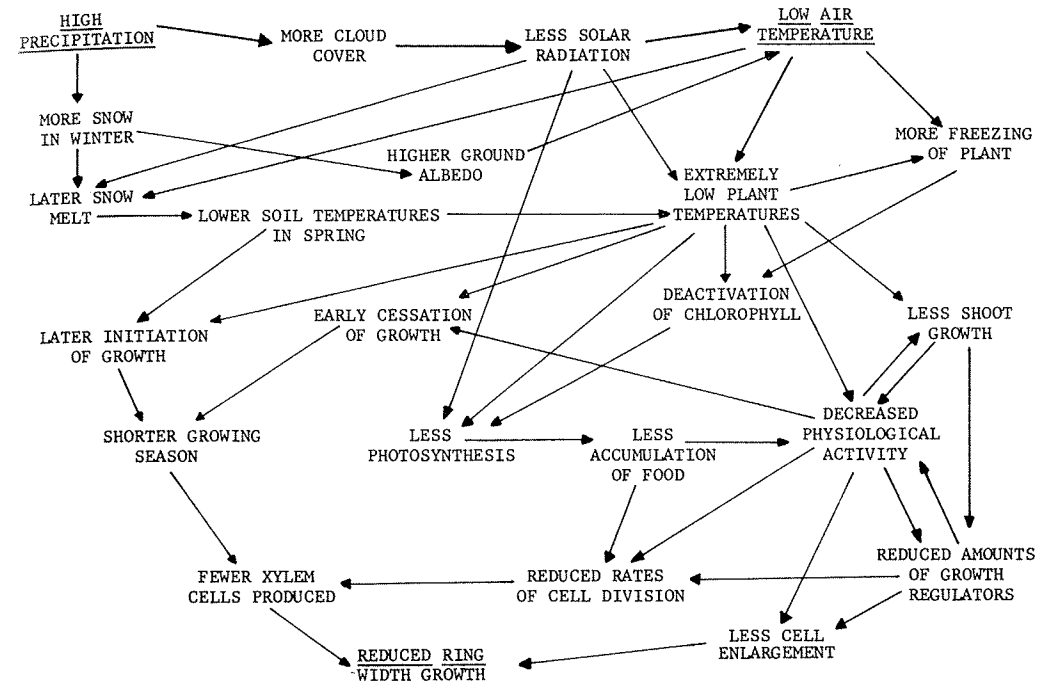 HIGH
PRECIPITATION
MORE CLOUD
COVER
LESS SOLAR
RADIATION
LOW AIR
TEMPERATURE
MORE SNOW
IN WINTER
HIGHER GROUND
ALBEDO
MORE FREEZING
OF PLANT
LATER SNOW
MELT
LOWER SOIL TEMPERATURES
IN SPRING
EXTREMELY
LOW PLANT
TEMPERATURES
LATER INITIATION
OF GROWTH
EARLY CESSATION
OF GROWTH
DEACTIVATION
OF CHLOROPHYLL
LESS SHOOT
GROWTH
SHORTER GROWING
SEASON
LESS
PHOTOSYNTHESIS
LESS
ACCUMULATION
OF FOOD
DECREASED
PHYSIOLOGICAL
ACTIVITY
FEWER XYLEM
CELLS PRODUCED
REDUCED RATES
OF CELL DIVISION
REDUCED AMOUNTS
OF GROWTH
REGULATORS
REDUCED RING
WIDTH GROWTH
LESS CELL
ENLARGEMENT